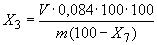 X₃ = V · 0,084 · 100 · 100 / m(100 − X₇)